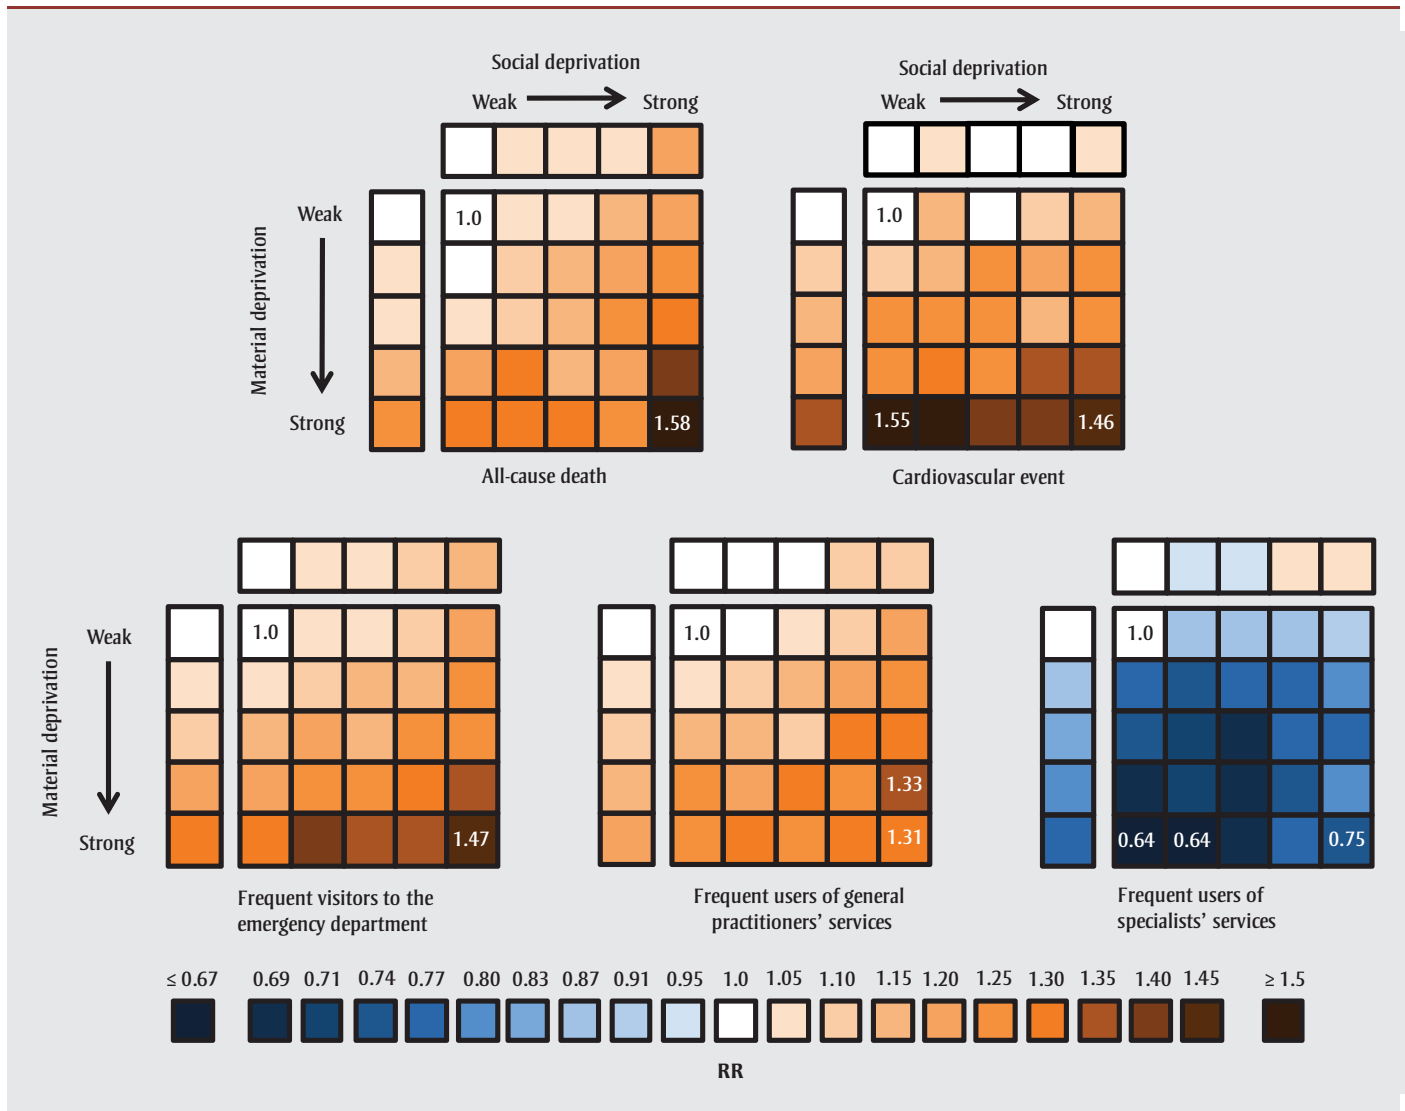 Social deprivation
Weak Strong
Social deprivation
Weak Strong
Material deprivation
Weak
Strong
1.0
1.58
All-cause death
1.0
1.55 1.46
Cardiovascular event
Material deprivation
Weak
Strong
1.0
1.47
Frequent visitors to the
emergency department
1.0
1.33
1.31
Frequent users of general
practitioners’ services
1.0
0.64 0.64 0.75
Frequent users of
specialists’ services
≤ 0.67 0.69 0.71 0.74 0.77 0.80 0.83 0.87 0.91 0.95 1.0 1.05 1.10 1.15 1.20 1.25 1.30 1.35 1.40 1.45 ≥ 1.5
RR